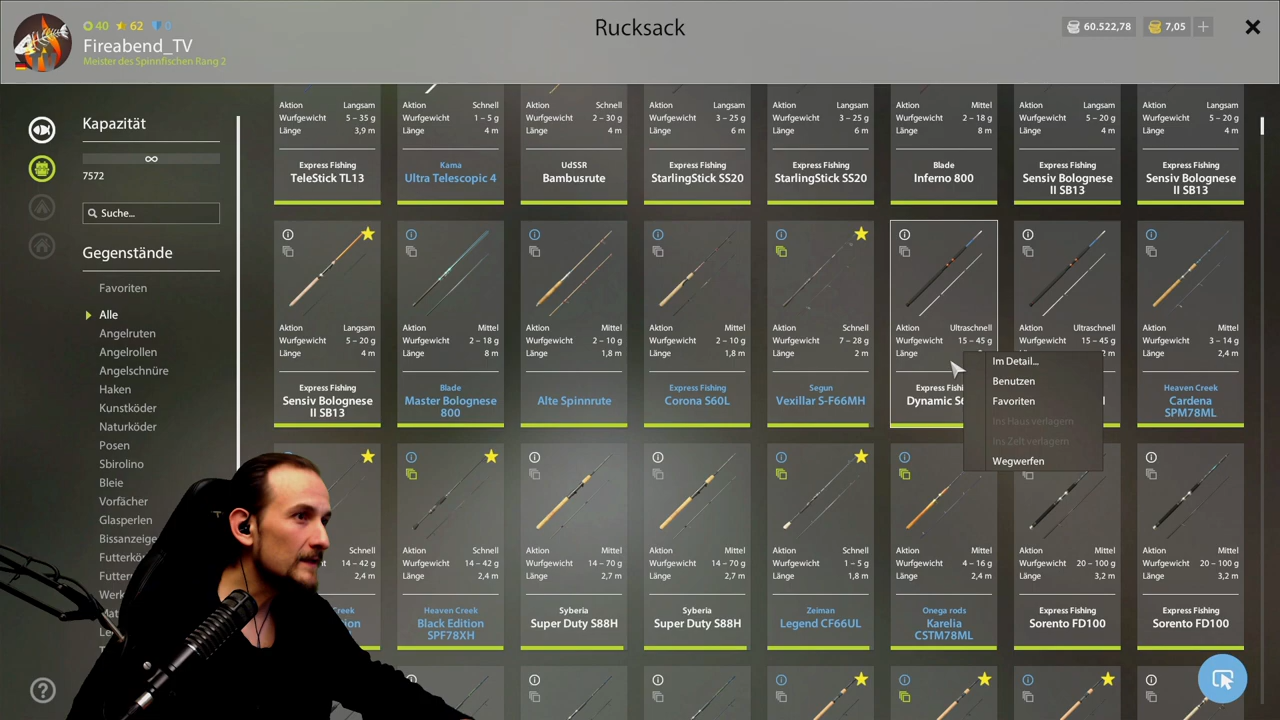 40 62 0
Fireabend_TV
Meister des Spinnfischen Rang 2
Rucksack
60.522,78
7,05
Kapazität
∞
7572
Suche...
Gegenstände
Favoriten
Alle
Angelruten
Angelrollen
Angelschnüre
Haken
Kunstköder
Naturköder
Posen
Sbirolino
Bleie
Vorfächer
Glasperlen
Bissanzeige
Futterkö
Futter
Werk
Mat
Le
Aktion Langsam
Wurfgewicht 5 – 35 g
Länge 3,9 m
Express Fishing
TeleStick TL13
Aktion Schnell
Wurfgewicht 1 – 5 g
Länge 4 m
Kama
Ultra Telescopic 4
Aktion Schnell
Wurfgewicht 2 – 30 g
Länge 4 m
UdSSR
Bambusrute
Aktion Langsam
Wurfgewicht 3 – 25 g
Länge 6 m
Express Fishing
StarlingStick SS20
Aktion Langsam
Wurfgewicht 3 – 25 g
Länge 6 m
Express Fishing
StarlingStick SS20
Aktion Mittel
Wurfgewicht 2 – 18 g
Länge 8 m
Blade
Inferno 800
Aktion Langsam
Wurfgewicht 5 – 20 g
Länge 4 m
Express Fishing
Sensiv Bolognese
II SB13
Aktion Langsam
Wurfgewicht 5 – 20 g
Länge 4 m
Express Fishing
Sensiv Bolognese
II SB13
Aktion Langsam
Wurfgewicht 5 – 20 g
Länge 4 m
Express Fishing
Sensiv Bolognese
II SB13
Aktion Mittel
Wurfgewicht 2 – 18 g
Länge 8 m
Blade
Master Bolognese
800
Aktion Mittel
Wurfgewicht 2 – 10 g
Länge 1,8 m
Alte Spinnrute
Aktion Mittel
Wurfgewicht 2 – 10 g
Länge 1,8 m
Express Fishing
Corona S60L
Aktion Schnell
Wurfgewicht 7 – 28 g
Länge 2 m
Segun
Vexillar S-F66MH
Aktion Ultraschnell
Wurfgewicht 15 – 45 g
Länge
Express Fishi
Dynamic S6
Aktion Ultraschnell
Wurfgewicht 15 – 45 g
2 m
Aktion Mittel
Wurfgewicht 3 – 14 g
Länge 2,4 m
Heaven Creek
Cardena
SPM78ML
Im Detail...
Benutzen
Favoriten
Ins Haus verlagern
Ins Zelt verlagern
Wegwerfen
Schnell
14 – 42 g
2,4 m
Creek
ition
Aktion Schnell
Wurfgewicht 14 – 42 g
Länge 2,4 m
Heaven Creek
Black Edition
SPF78XH
Aktion Mittel
Wurfgewicht 14 – 70 g
Länge 2,7 m
Syberia
Super Duty S88H
Aktion Mittel
Wurfgewicht 14 – 70 g
Länge 2,7 m
Syberia
Super Duty S88H
Aktion Schnell
Wurfgewicht 1 – 5 g
Länge 1,8 m
Zeiman
Legend CF66UL
Aktion Mittel
Wurfgewicht 4 – 16 g
Länge 2,4 m
Onega rods
Karelia
CSTM78ML
Aktion Mittel
Wurfgewicht 20 – 100 g
Länge 3,2 m
Express Fishing
Sorento FD100
Aktion Mittel
Wurfgewicht 20 – 100 g
Länge 3,2 m
Express Fishing
Sorento FD100